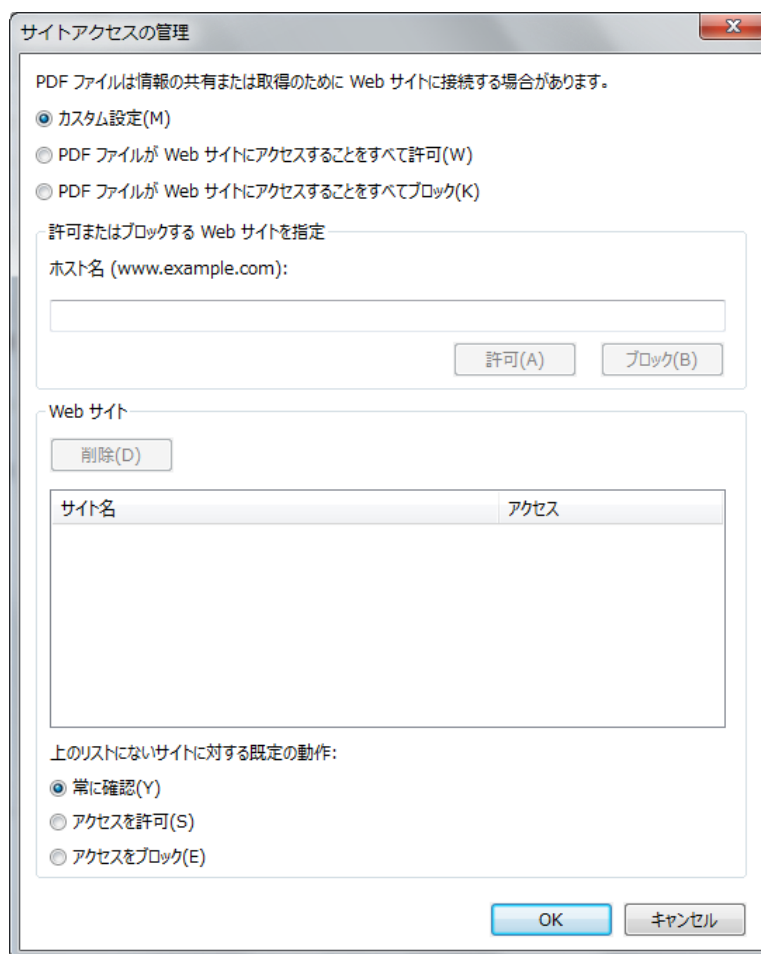 サイトアクセスの管理
PDF ファイルは情報の共有または取得のために Web サイトに接続する場合があります。
カスタム設定(M)
PDF ファイルが Web サイトにアクセスすることをすべて許可(W)
PDF ファイルが Web サイトにアクセスすることをすべてブロック(K)
許可またはブロックする Web サイトを指定
ホスト名 (www.example.com):
許可(A) ブロック(B)
Web サイト
削除(D)
サイト名 アクセス
上のリストにないサイトに対する既定の動作:
常に確認(Y)
アクセスを許可(S)
アクセスをブロック(E)
OK キャンセル